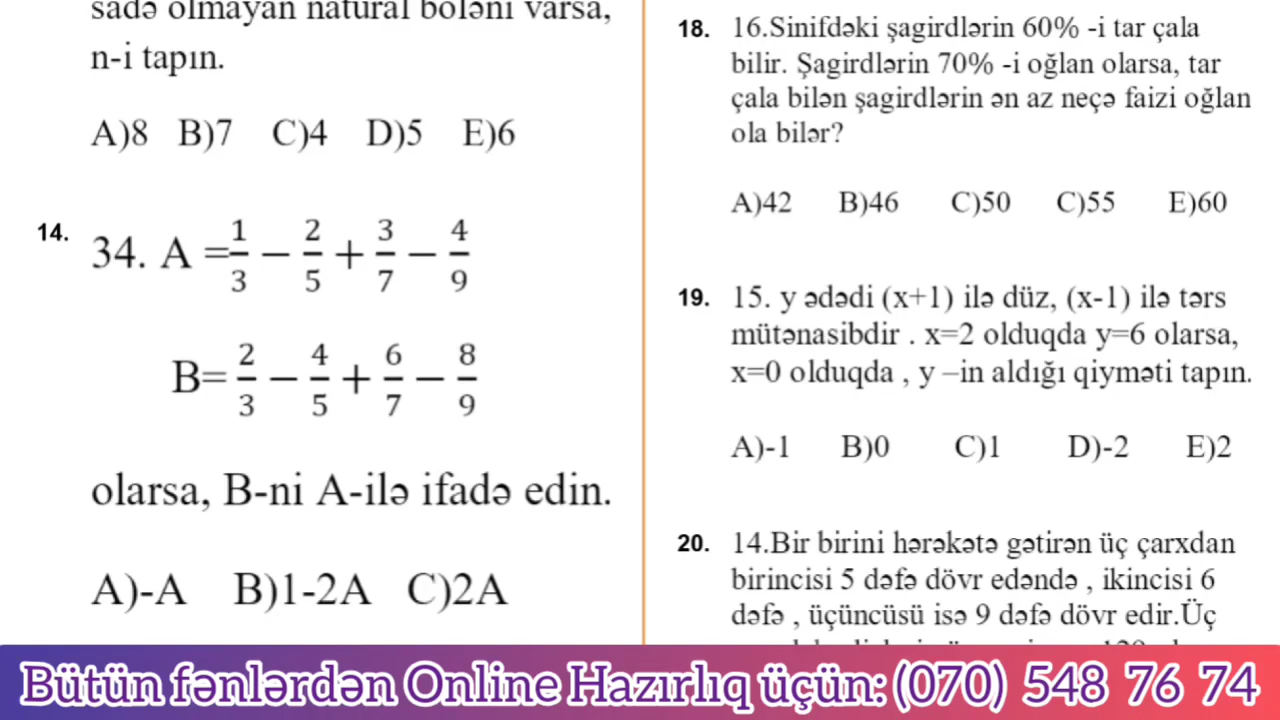 sadə olmayan natural böləni varsa,
n-i tapın.
A)8 B)7 C)4 D)5 E)6
14. 34. A = 1/3 − 2/5 + 3/7 − 4/9
B= 2/3 − 4/5 + 6/7 − 8/9
olarsa, B-ni A-ilə ifadə edin.
A)-A B)1-2A C)2A
18. 16.Sinifdəki şagirdlərin 60% -i tar çala
bilir. Şagirdlərin 70% -i oğlan olarsa, tar
çala bilən şagirdlərin ən az neçə faizi oğlan
ola bilər?
A)42 B)46 C)50 C)55 E)60
19. 15. y ədədi (x+1) ilə düz, (x-1) ilə tərs
mütənasibdir . x=2 olduqda y=6 olarsa,
x=0 olduqda , y –in aldığı qiyməti tapın.
A)-1 B)0 C)1 D)-2 E)2
20. 14.Bir birini hərəkətə gətirən üç çarxdan
birincisi 5 dəfə dövr edəndə , ikincisi 6
dəfə , üçüncüsü isə 9 dəfə dövr edir.Üç
Bütün fənlərdən Online Hazırlıq üçün: (070) 548 76 74